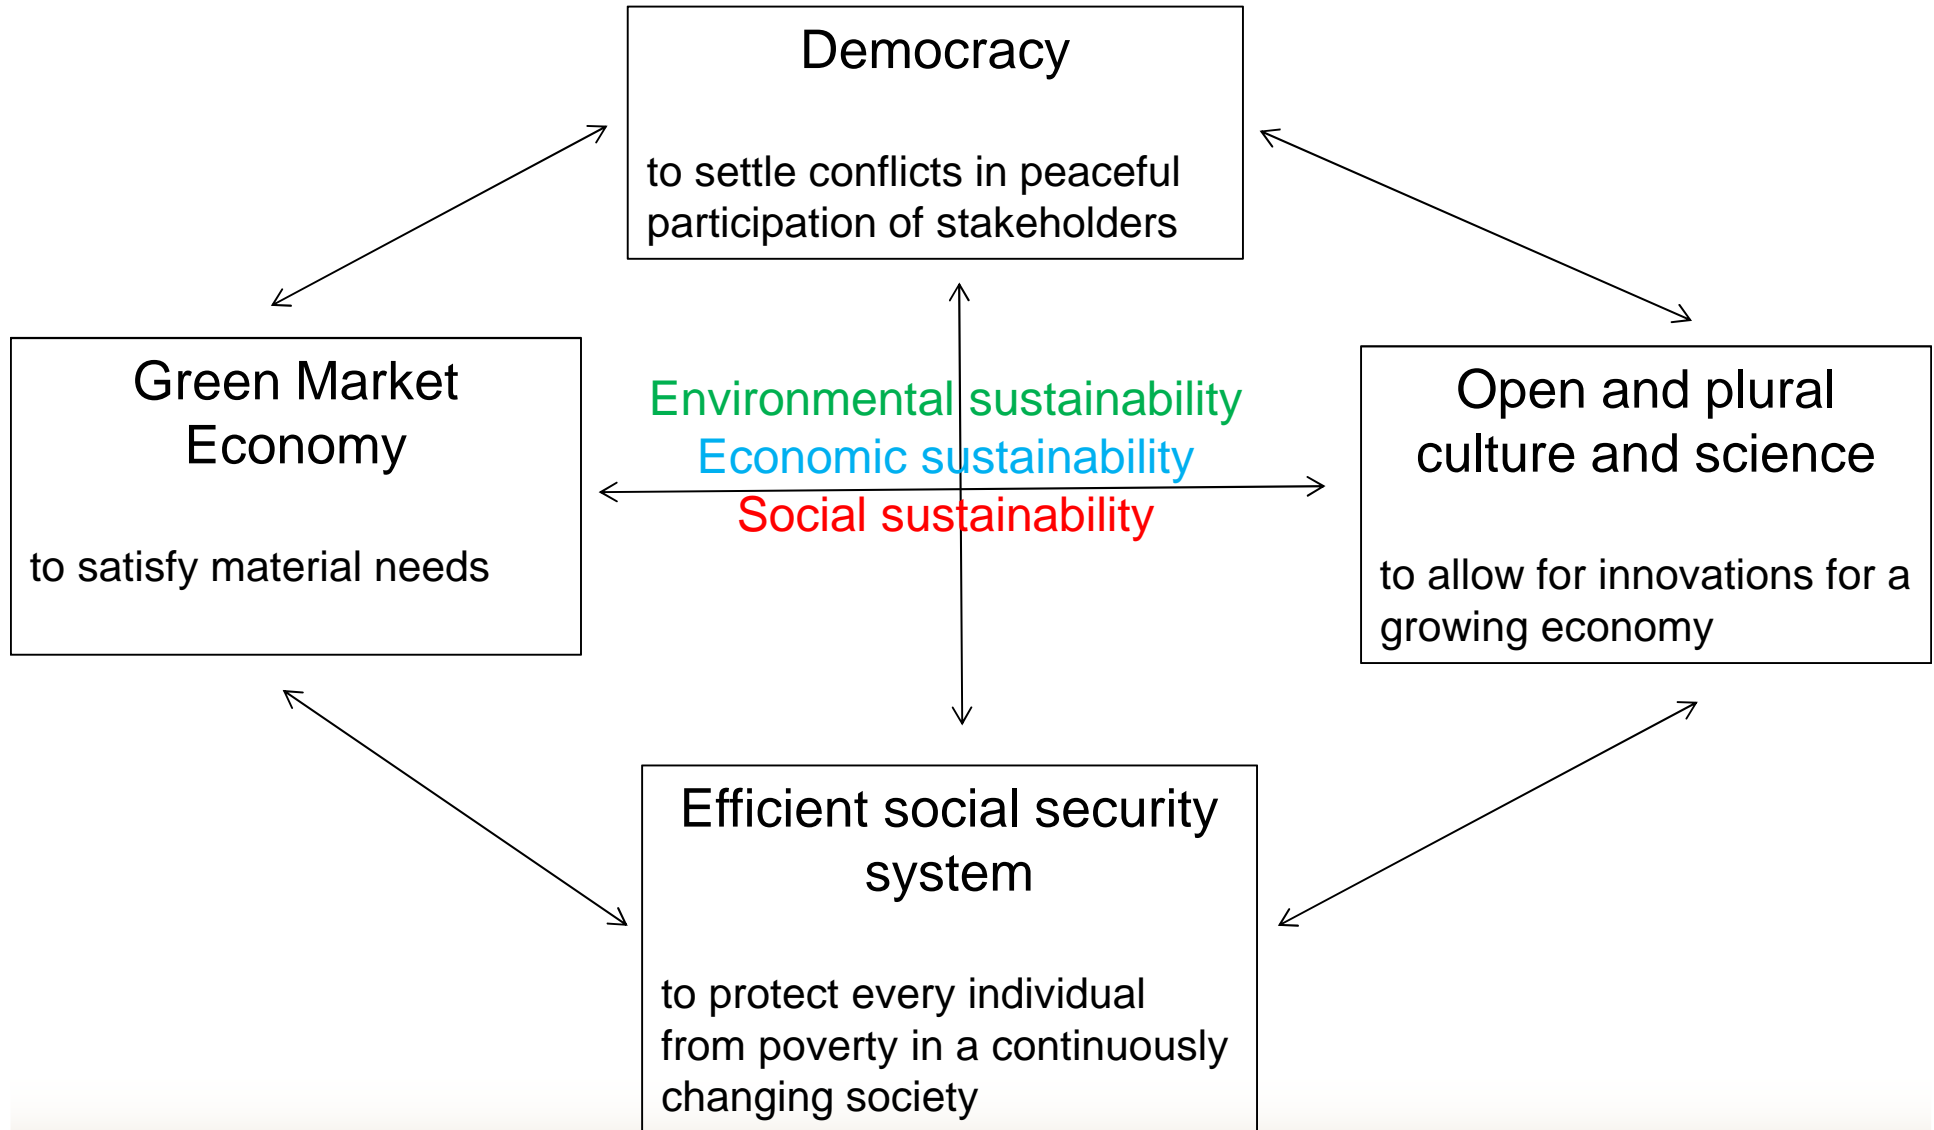 Democracy
to settle conflicts in peaceful
participation of stakeholders
Green Market
Economy
to satisfy material needs
Environmental sustainability
Economic sustainability
Social sustainability
Open and plural
culture and science
to allow for innovations for a
growing economy
Efficient social security
system
to protect every individual
from poverty in a continuously
changing society